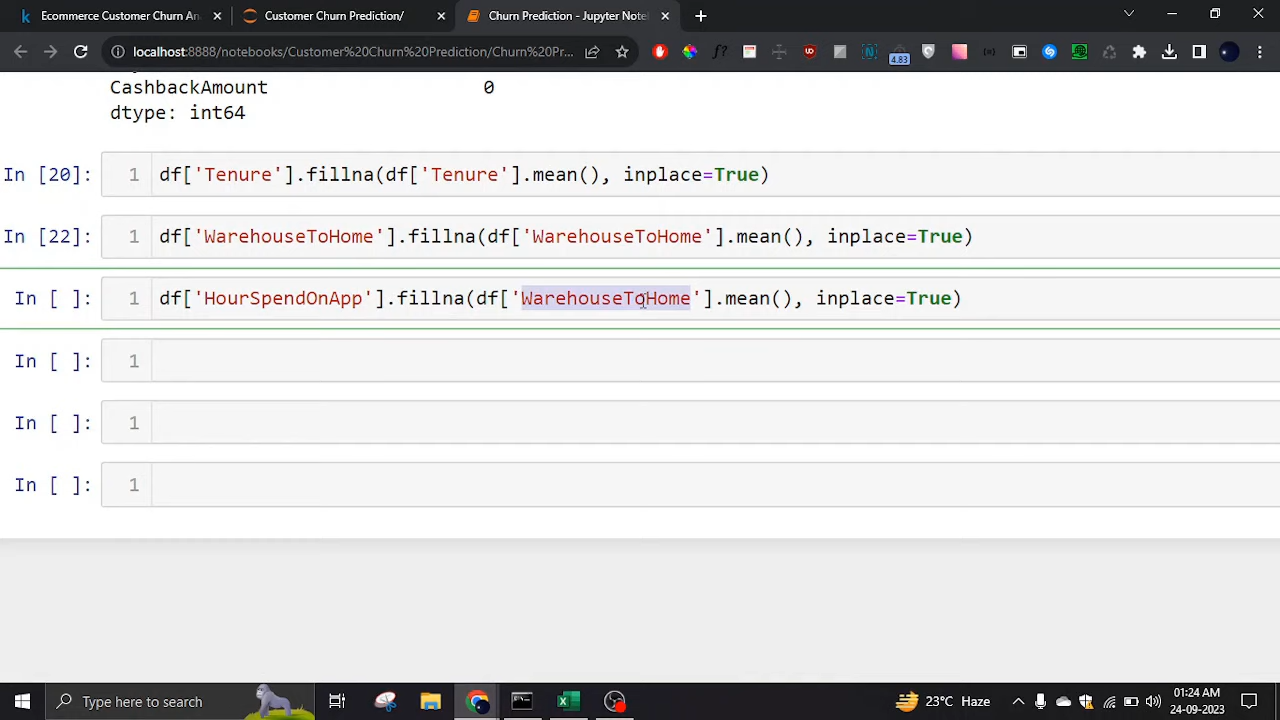 Ecommerce Customer Churn An
Customer Churn Prediction/
Churn Prediction - Jupyter Note
localhost:8888/notebooks/Customer%20Churn%20Prediction/Churn%20Pr...
4.83
CashbackAmount 0
dtype: int64
In [20]: 1 df['Tenure'].fillna(df['Tenure'].mean(), inplace=True)
In [22]: 1 df['WarehouseToHome'].fillna(df['WarehouseToHome'].mean(), inplace=True)
In [ ]: 1 df['HourSpendOnApp'].fillna(df['WarehouseToHome'].mean(), inplace=True)
In [ ]: 1
In [ ]: 1
In [ ]: 1
Type here to search
23°C Haze
01:24 AM
24-09-2023